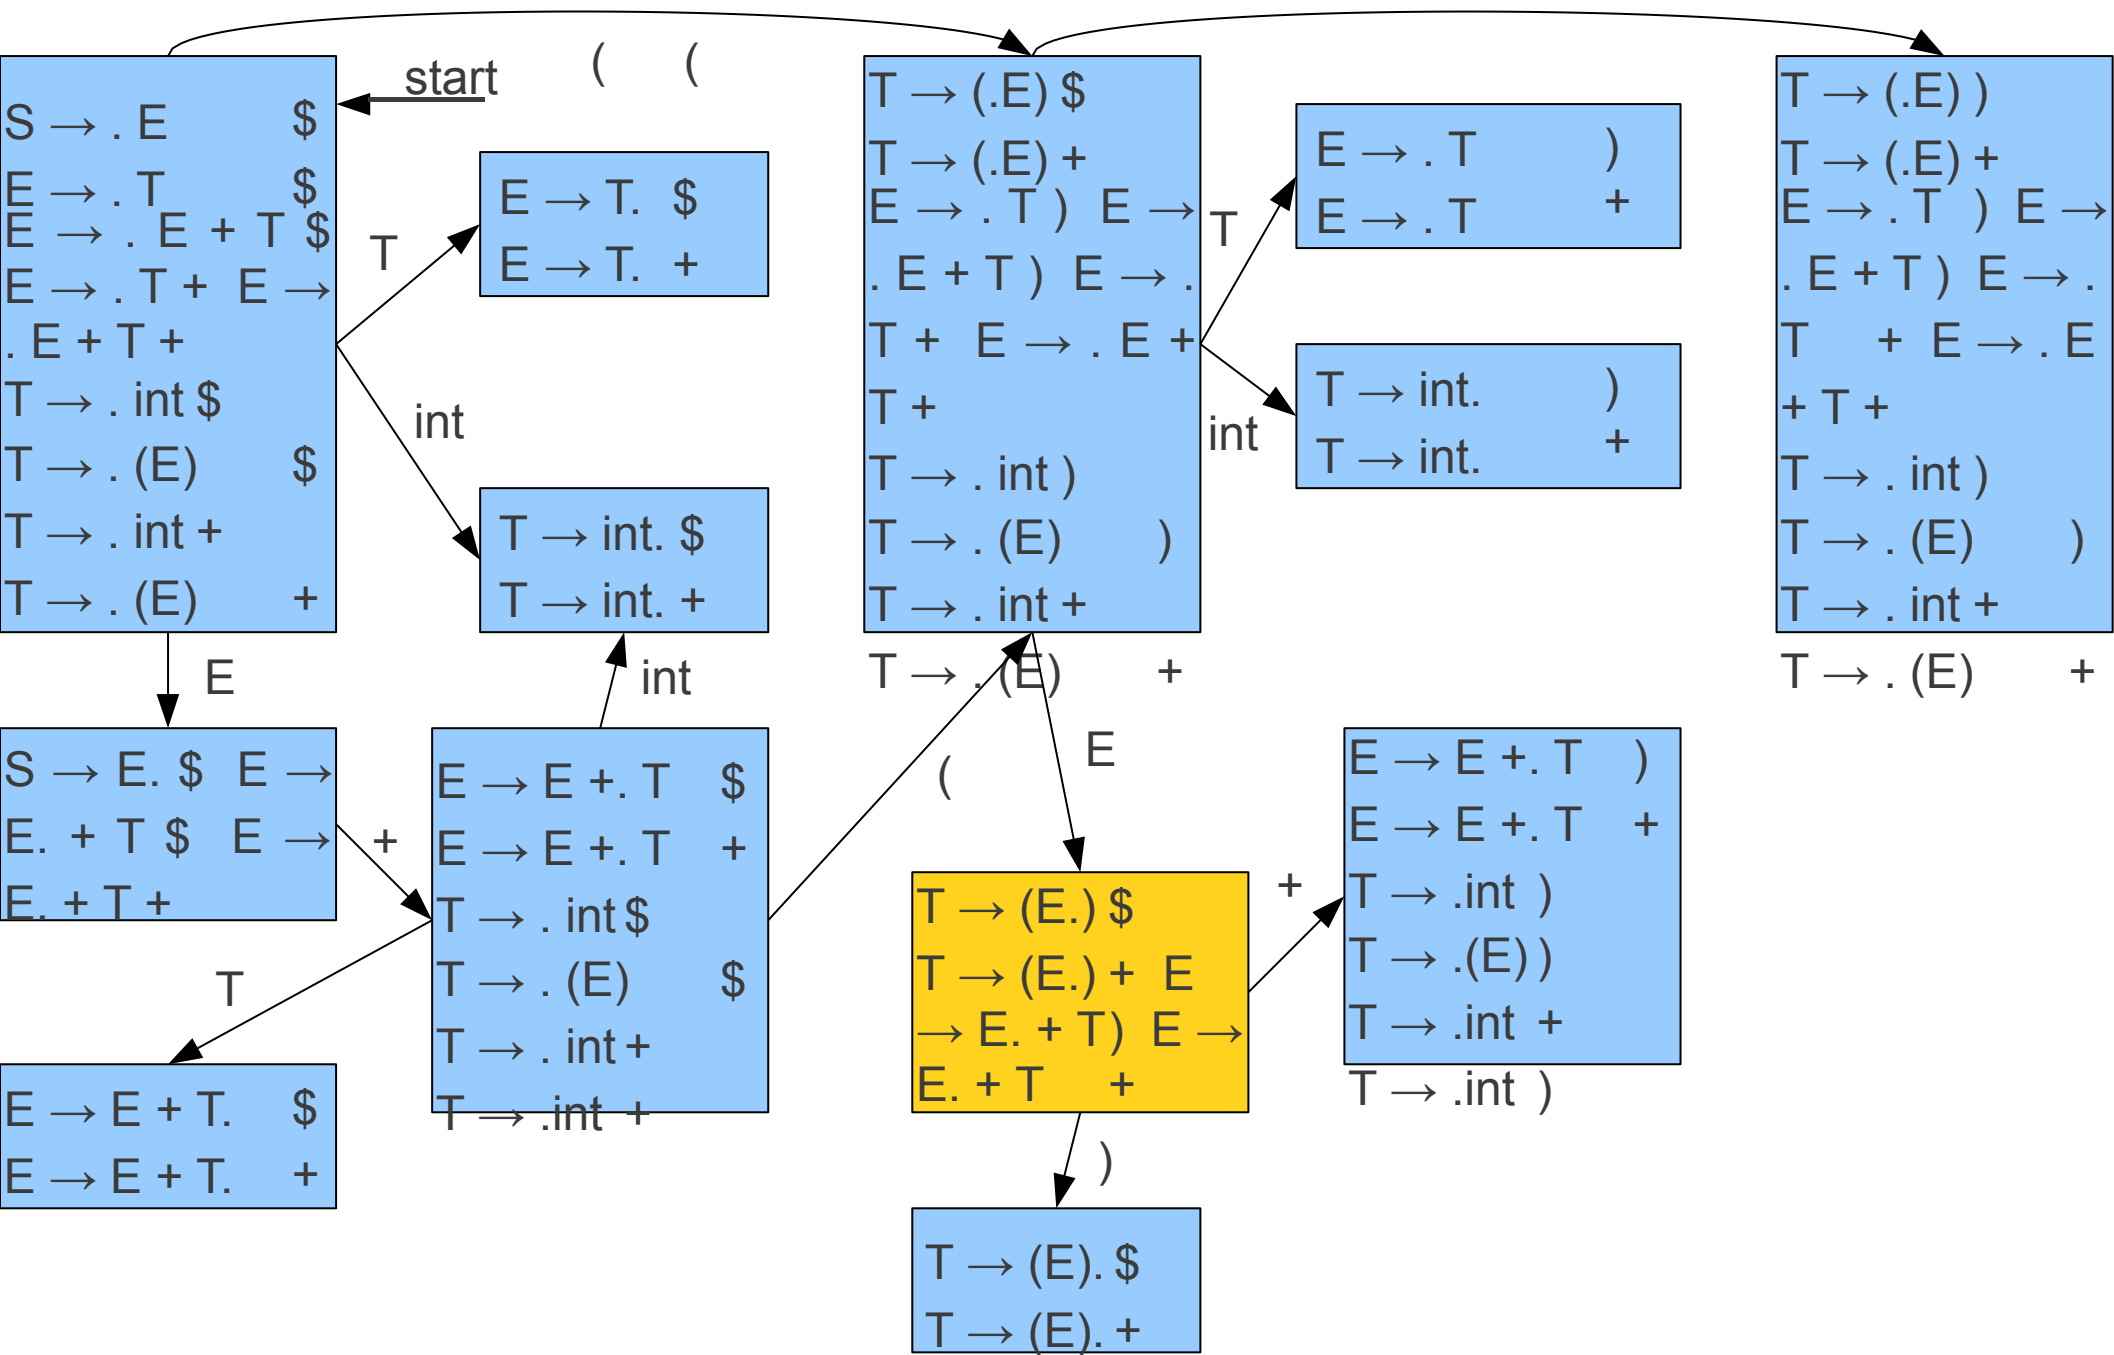 start
(
(
S → . E $
E → . T $
E → . E + T $
E → . T + E →
. E + T +
T → . int $
T → . (E) $
T → . int +
T → . (E) +
T
E → T. $
E → T. +
int
T → int. $
T → int. +
T → (.E) $
T → (.E) +
E → . T ) E →
. E + T ) E → .
T + E → . E +
T +
T → . int )
T → . (E) )
T → . int +
T → . (E) +
T
E → . T )
E → . T +
int
T → int. )
T → int. +
T → (.E) )
T → (.E) +
E → . T ) E →
. E + T ) E → .
T + E → . E
+ T +
T → . int )
T → . (E) )
T → . int +
T → . (E) +
E
int
S → E. $ E →
E. + T $ E →
E. + T +
+
E → E +. T $
E → E +. T +
T → . int $
T → . (E) $
T → . int +
T → .int +
(
E
T
E → E + T. $
E → E + T. +
T → (E.) $
T → (E.) + E
→ E. + T) E →
E. + T +
+
E → E +. T )
E → E +. T +
T → .int )
T → .(E) )
T → .int +
T → .int )
)
T → (E). $
T → (E). +